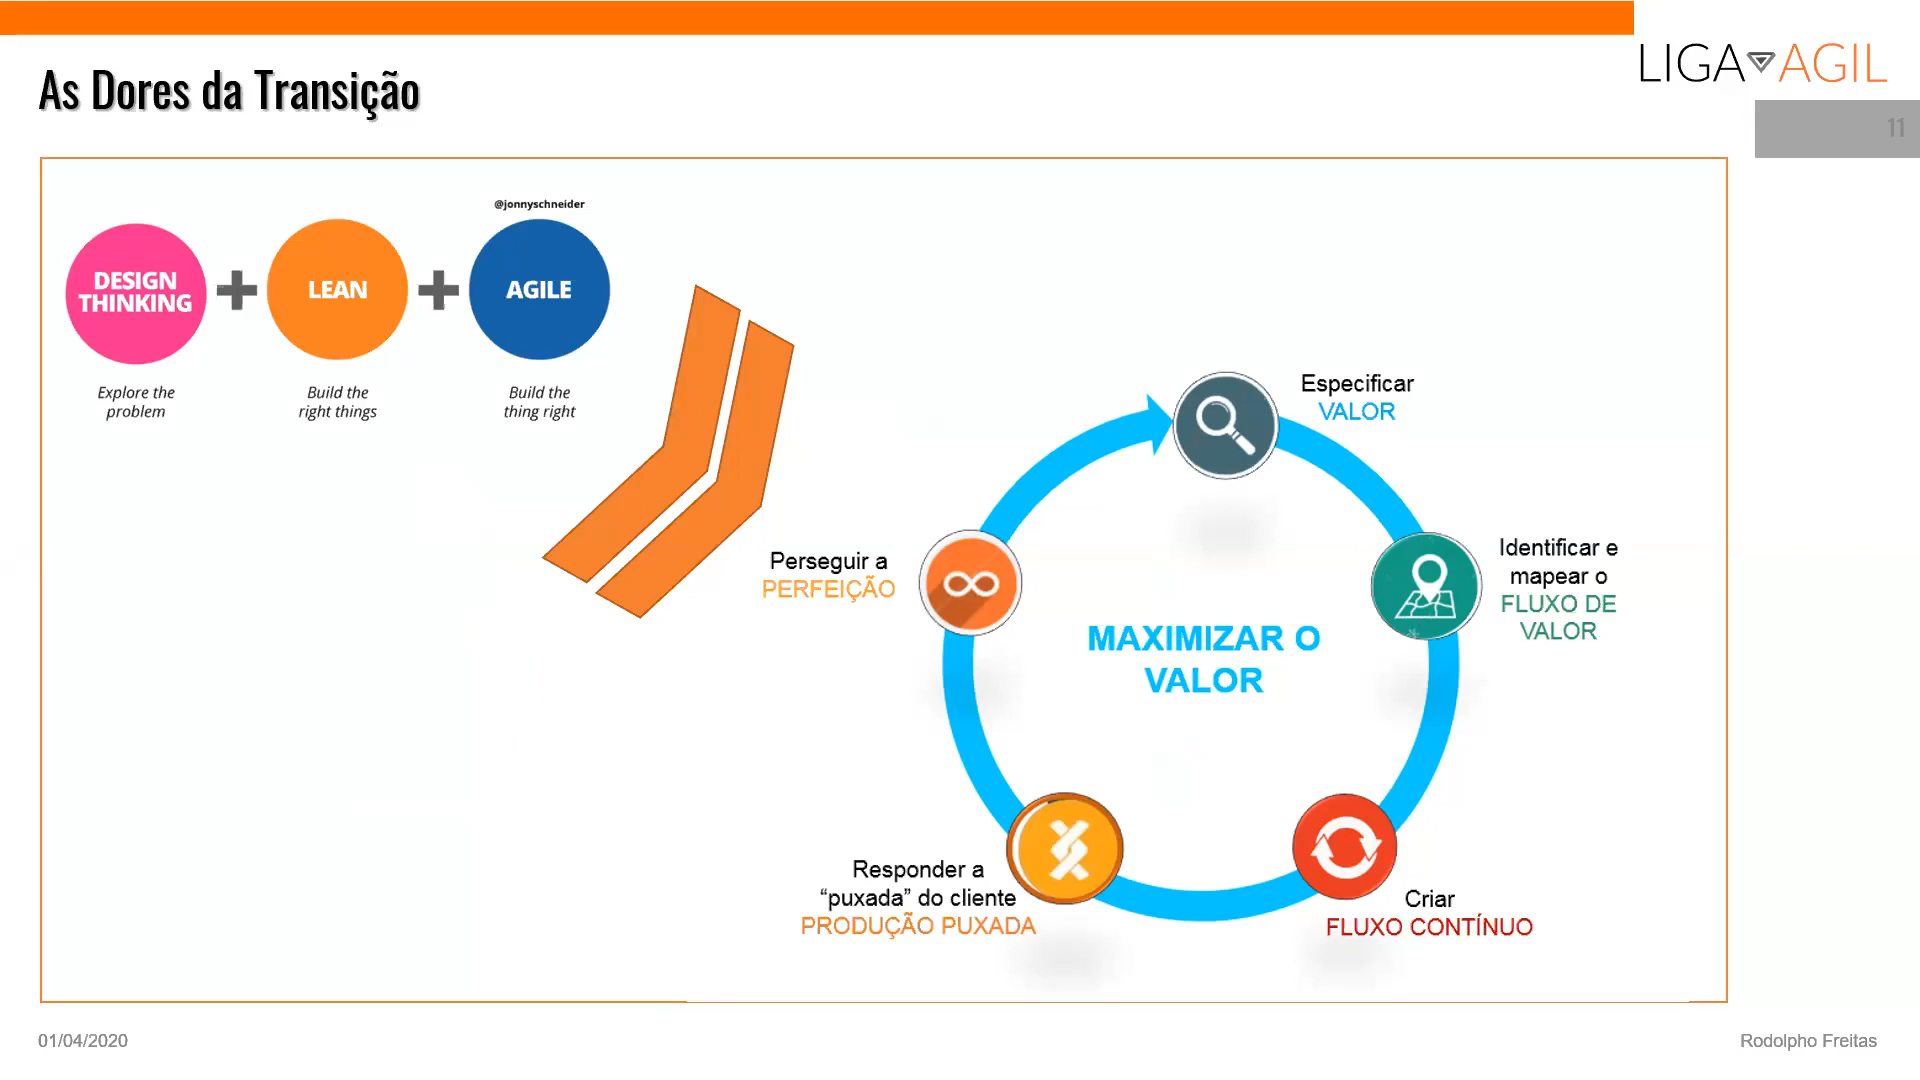 LIGA AGIL
As Dores da Transição
11
@jonnyschneider
DESIGN
THINKING
LEAN
AGILE
Explore the
problem
Build the
right things
Build the
thing right
Especificar
VALOR
Identificar e
mapear o
FLUXO DE
VALOR
Criar
FLUXO CONTÍNUO
Responder a
“puxada” do cliente
PRODUÇÃO PUXADA
Perseguir a
PERFEIÇÃO
MAXIMIZAR O
VALOR
01/04/2020
Rodolpho Freitas